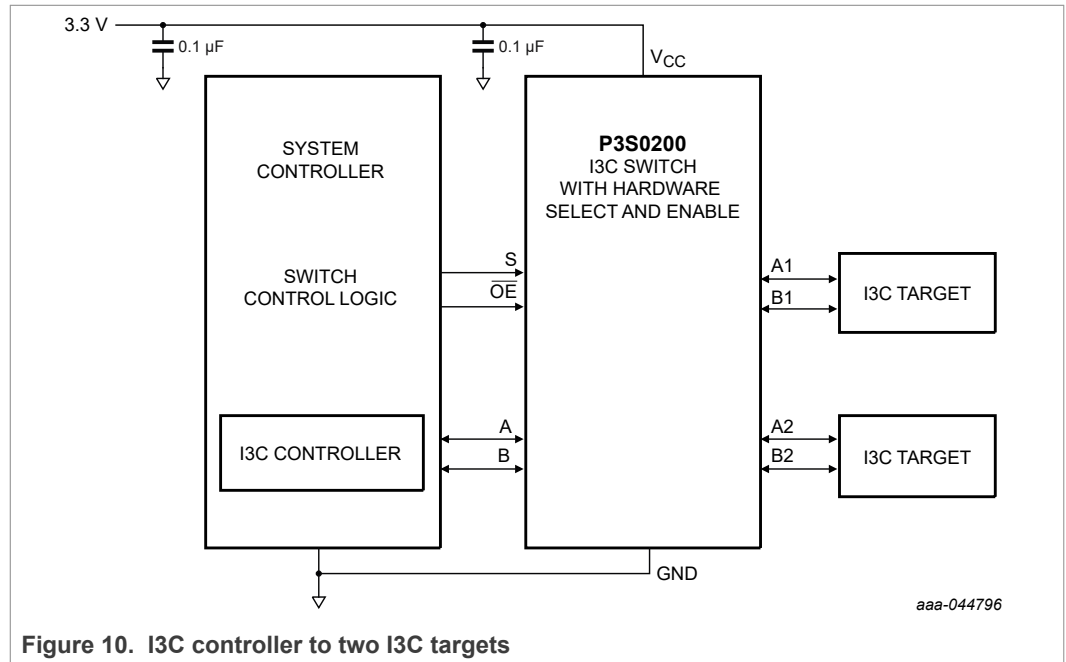 3.3 V
0.1 µF
0.1 µF
VCC
SYSTEM
CONTROLLER
P3S0200
I3C SWITCH
WITH HARDWARE
SELECT AND ENABLE
SWITCH
CONTROL LOGIC
S
O̅E̅
A1
B1
I3C TARGET
I3C CONTROLLER
A
B
A2
B2
I3C TARGET
GND
aaa-044796
Figure 10. I3C controller to two I3C targets